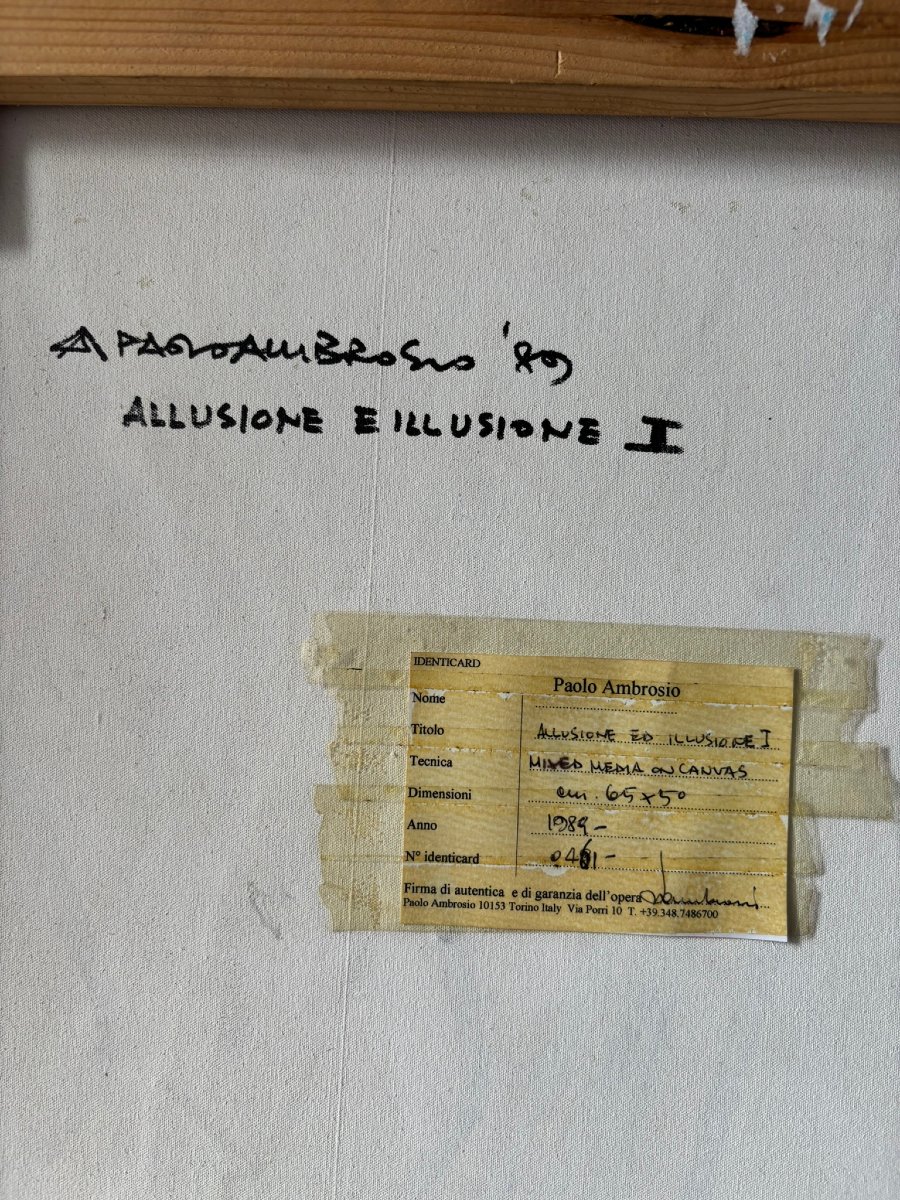 PAOLO AMBROSIO '89
ALLUSIONE E ILLUSIONE I
IDENTICARD
Nome Paolo Ambrosio
Titolo ALLUSIONE ED ILLUSIONE I
Tecnica MIXED MEDIA ON CANVAS
Dimensioni cm. 65x50
Anno 1989-
N° identicard 0461-
Firma di autentica e di garanzia dell'opera
Paolo Ambrosio 10153 Torino Italy Via Porri 10 T. +39.348.7486700